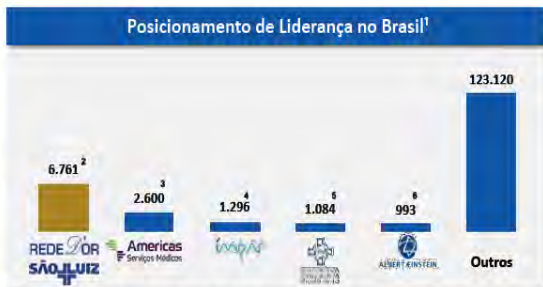 Posicionamento de Liderança no Brasil¹
123.120
6.761 ²
2.600 ³
1.296 ⁴
1.084 ⁵
993 ⁶
REDE D'OR
SÃO LUIZ
Americas
Serviços Médicos
ímpar
ALBERT EINSTEIN
Outros